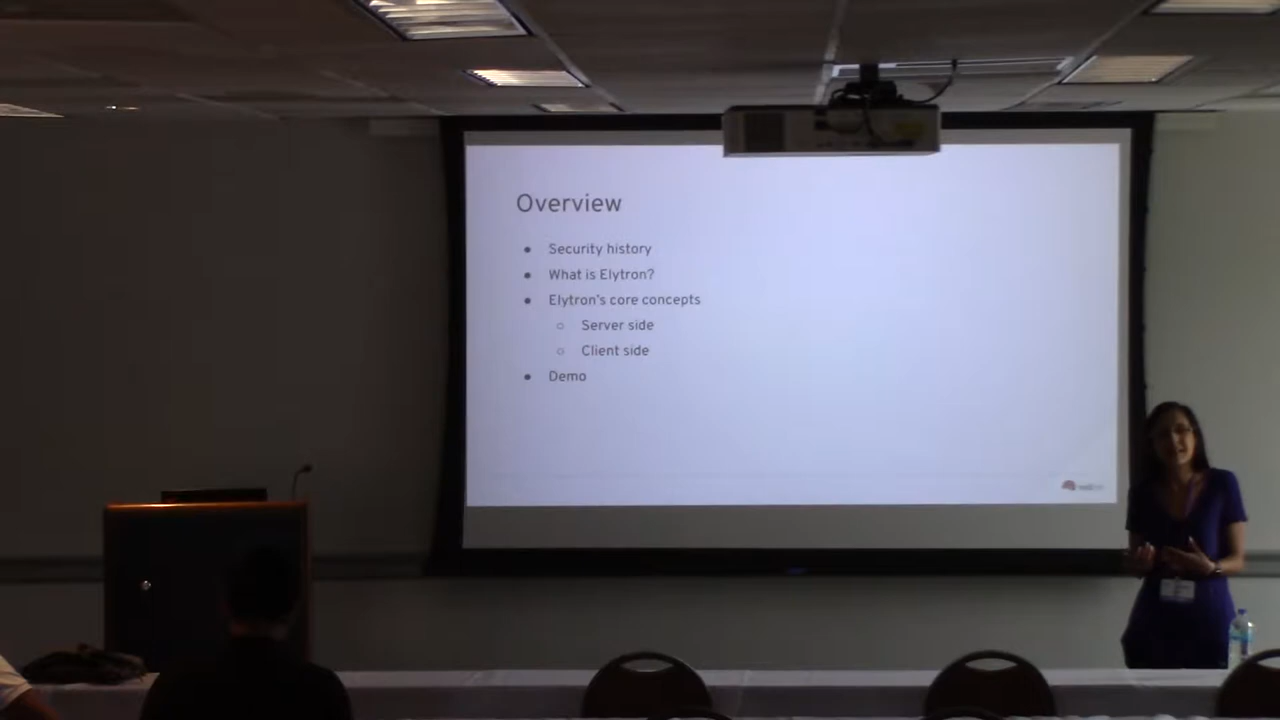 Overview
● Security history
● What is Elytron?
● Elytron's core concepts
○ Server side
○ Client side
● Demo